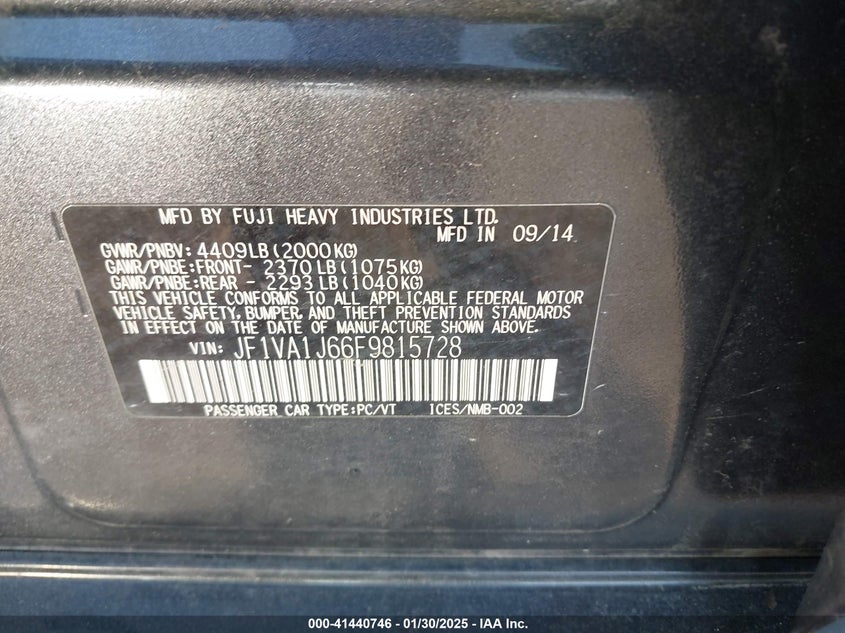 MFD BY FUJI HEAVY INDUSTRIES LTD.
MFD IN 09/14
GVWR/PNBV: 4409LB(2000KG)
GAWR/PNBE:FRONT- 2370LB(1075KG)
GAWR/PNBE:REAR - 2293LB(1040KG)
THIS VEHICLE CONFORMS TO ALL APPLICABLE FEDERAL MOTOR
VEHICLE SAFETY, BUMPER, AND THEFT PREVENTION STANDARDS
IN EFFECT ON THE DATE OF MANUFACTURE SHOWN ABOVE.
VIN: JF1VA1J66F9815728
PASSENGER CAR TYPE:PC/VT ICES/NMB-002
000-41440746 - 01/30/2025 - IAA Inc.